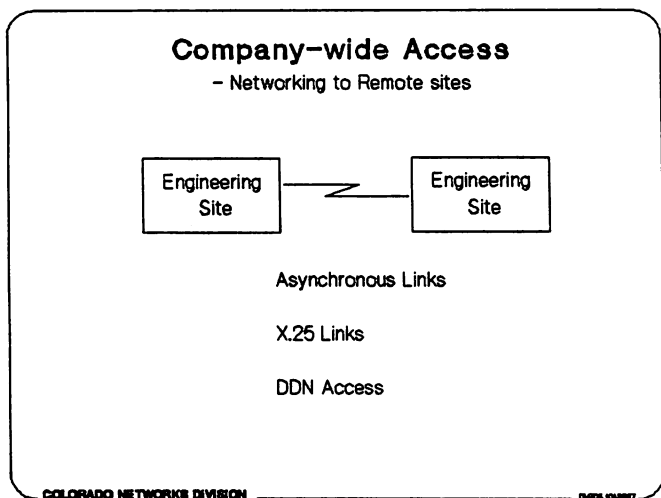 Company-wide Access
- Networking to Remote sites
Engineering
Site
Engineering
Site
Asynchronous Links
X.25 Links
DDN Access
COLORADO NETWORKS DIVISION